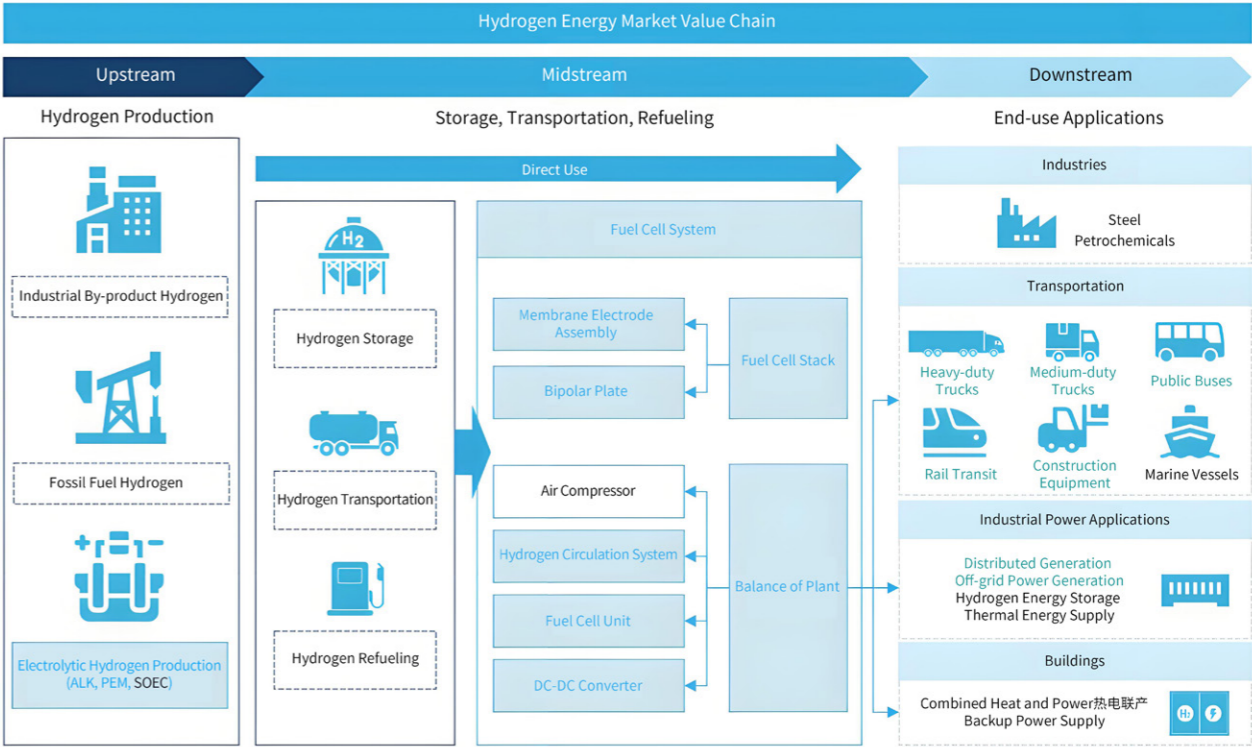 Hydrogen Energy Market Value Chain
Upstream
Midstream
Downstream
Hydrogen Production
Storage, Transportation, Refueling
End-use Applications
Industrial By-product Hydrogen
Fossil Fuel Hydrogen
Electrolytic Hydrogen Production
(ALK, PEM, SOEC)
Direct Use
H2
Hydrogen Storage
Hydrogen Transportation
Hydrogen Refueling
Fuel Cell System
Membrane Electrode
Assembly
Bipolar Plate
Fuel Cell Stack
Air Compressor
Hydrogen Circulation System
Fuel Cell Unit
DC-DC Converter
Balance of Plant
Industries
Steel
Petrochemicals
Transportation
Heavy-duty
Trucks
Medium-duty
Trucks
Public Buses
Rail Transit
Construction
Equipment
Marine Vessels
Industrial Power Applications
Distributed Generation
Off-grid Power Generation
Hydrogen Energy Storage
Thermal Energy Supply
Buildings
Combined Heat and Power热电联产
Backup Power Supply
H₂